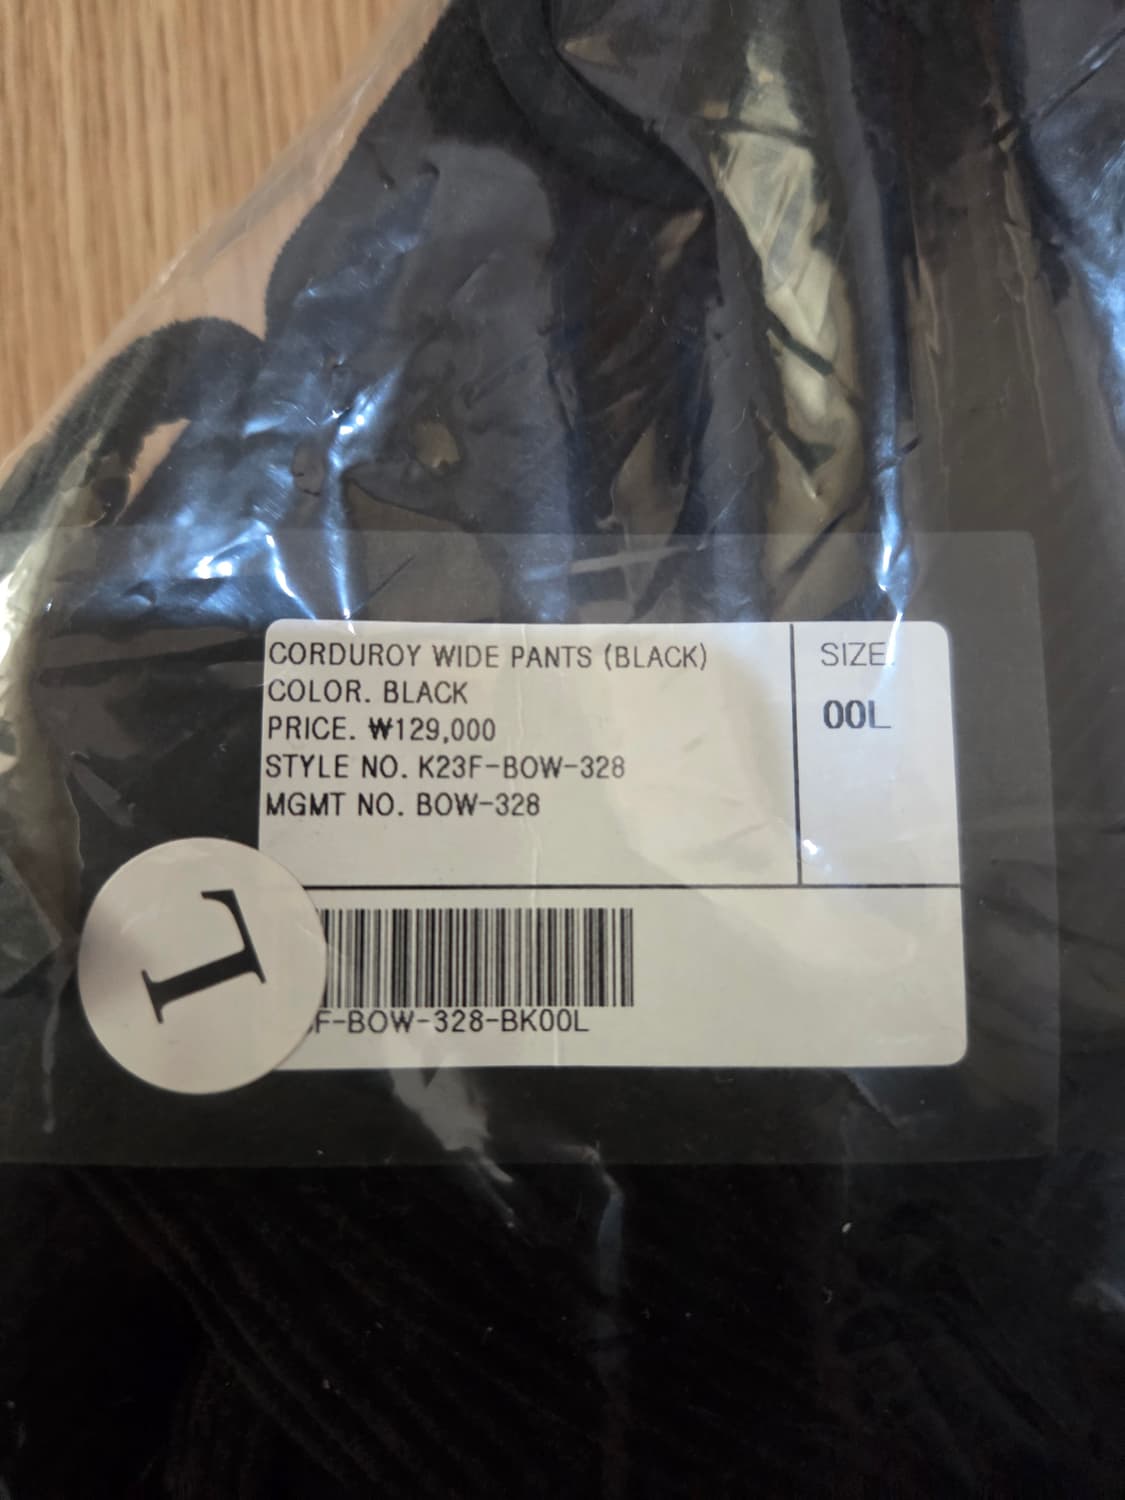 CORDUROY WIDE PANTS (BLACK)
COLOR. BLACK
PRICE. ₩129,000
STYLE NO. K23F-BOW-328
MGMT NO. BOW-328
SIZE.
00L
F-BOW-328-BK00L
L